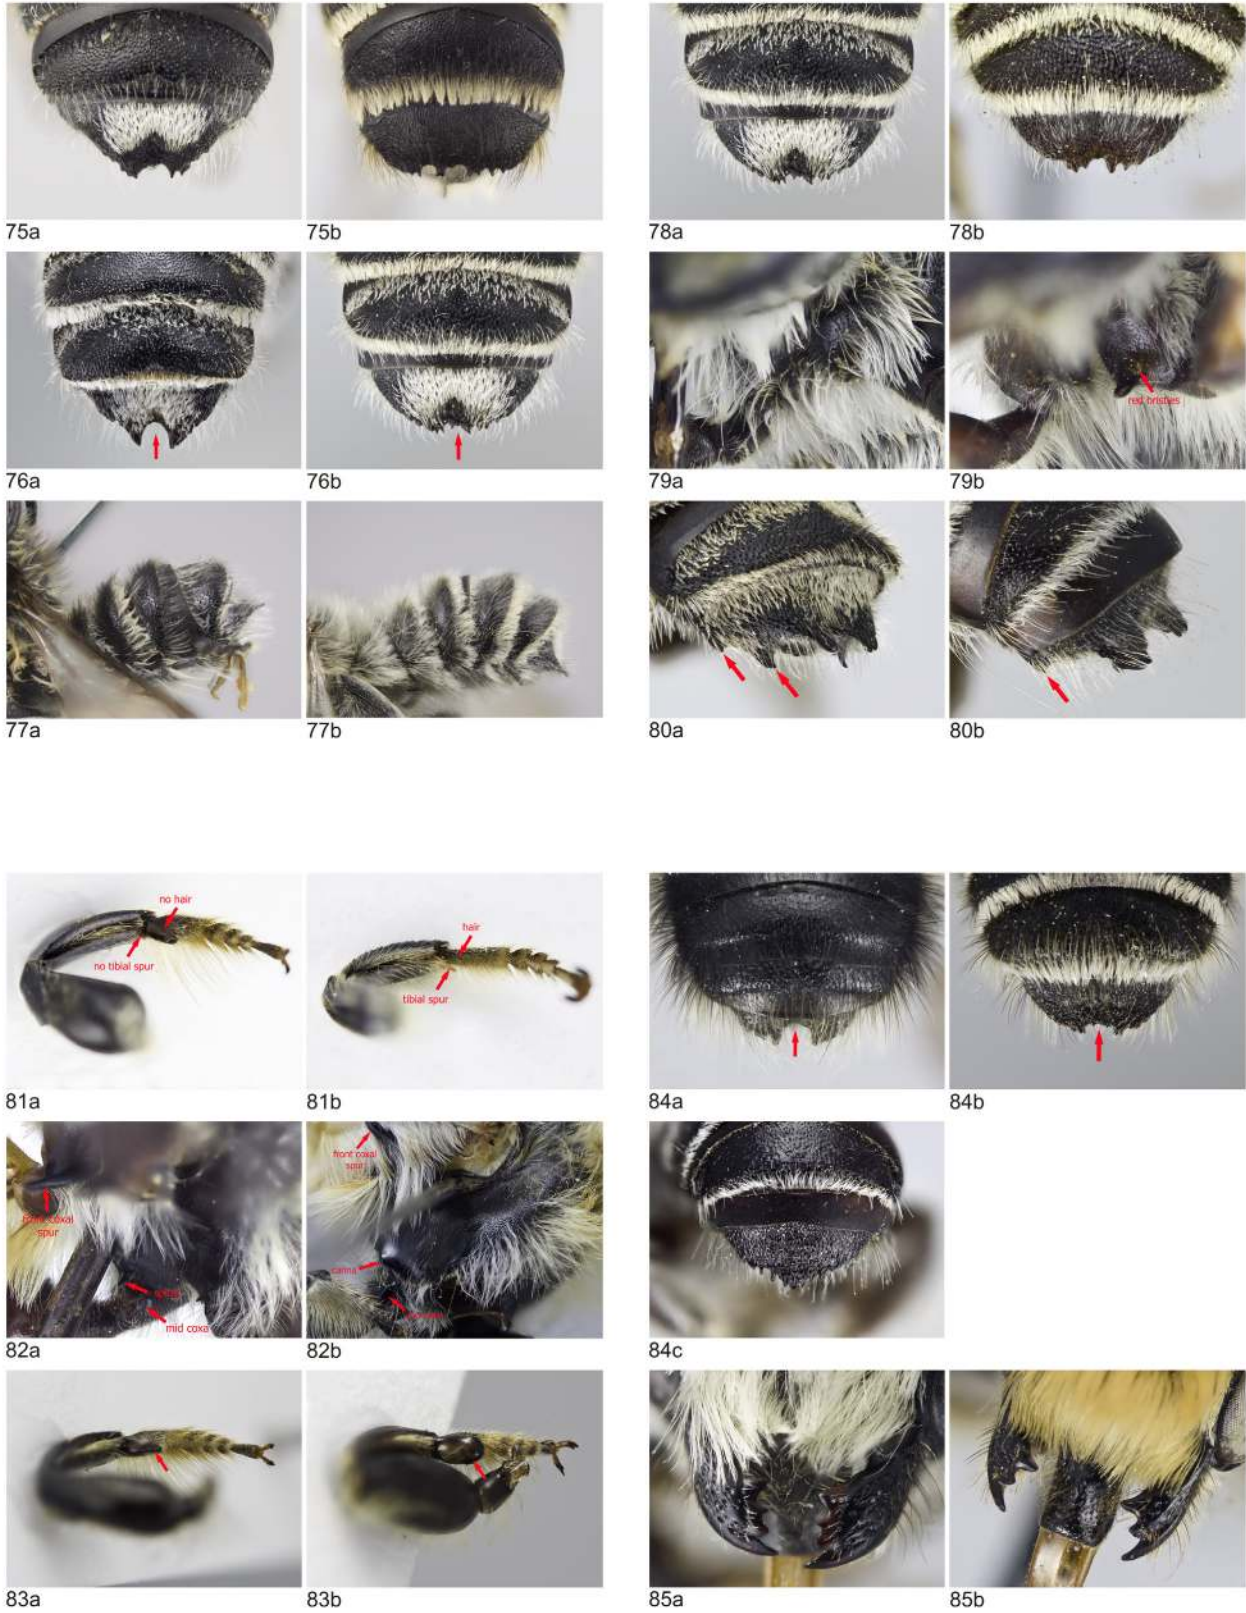 75a
75b
78a
78b
76a
76b
red bristles
79a
79b
77a
77b
80a
80b
no hair
no tibial spur
hair
tibial spur
81a
81b
84a
84b
front coxal
spur
mid coxa
front coxal
spur
carina
82a
82b
84c
83a
83b
85a
85b